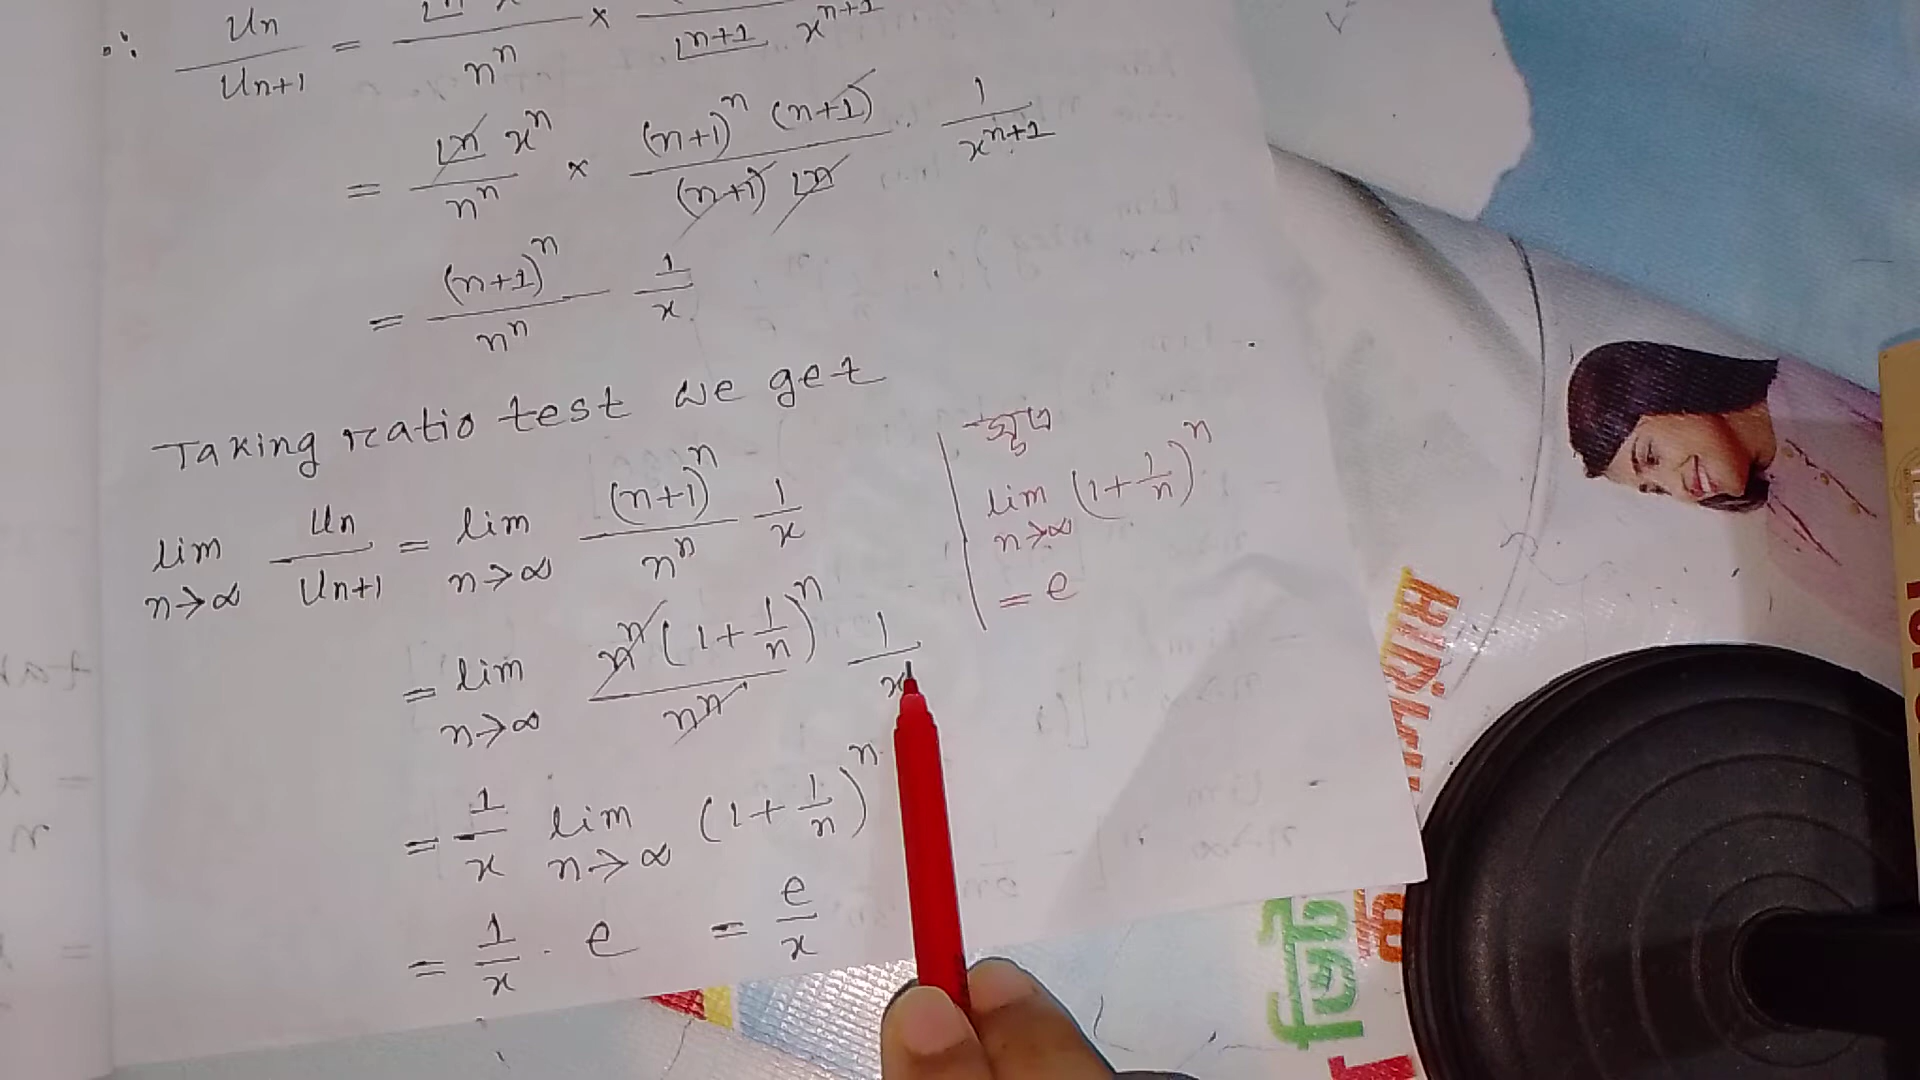 ∴ Un/Un+1 = ⌊n x/n^n × /⌊n+1 x^n+1
= ⌊n x^n/n^n × (n+1)^n (n+1)/(n+1) ⌊n . 1/x^n+1
= (n+1)^n/n^n 1/x
Taking ratio test we get
lim n→∞ Un/Un+1 = lim n→∞ (n+1)^n/n^n 1/x
= lim n→∞ n^n (1+1/n)^n/n^n 1/x
= 1/x lim n→∞ (1+1/n)^n
= 1/x . e = e/x
সূত্র
lim n→∞ (1+1/n)^n
= e